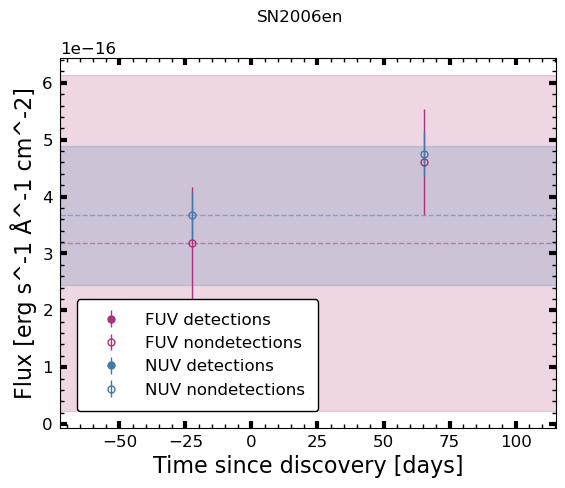 SN2006en
1e−16
6
5
4
3
2
1
0
Flux [erg s^-1 Å^-1 cm^-2]
FUV detections
FUV nondetections
NUV detections
NUV nondetections
−50 −25 0 25 50 75 100
Time since discovery [days]